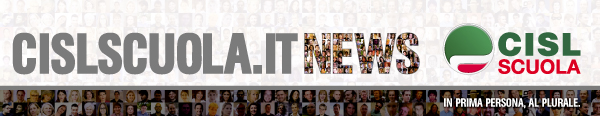 CISLSCUOLA.IT NEWS
CISL
SCUOLA
IN PRIMA PERSONA, AL PLURALE.